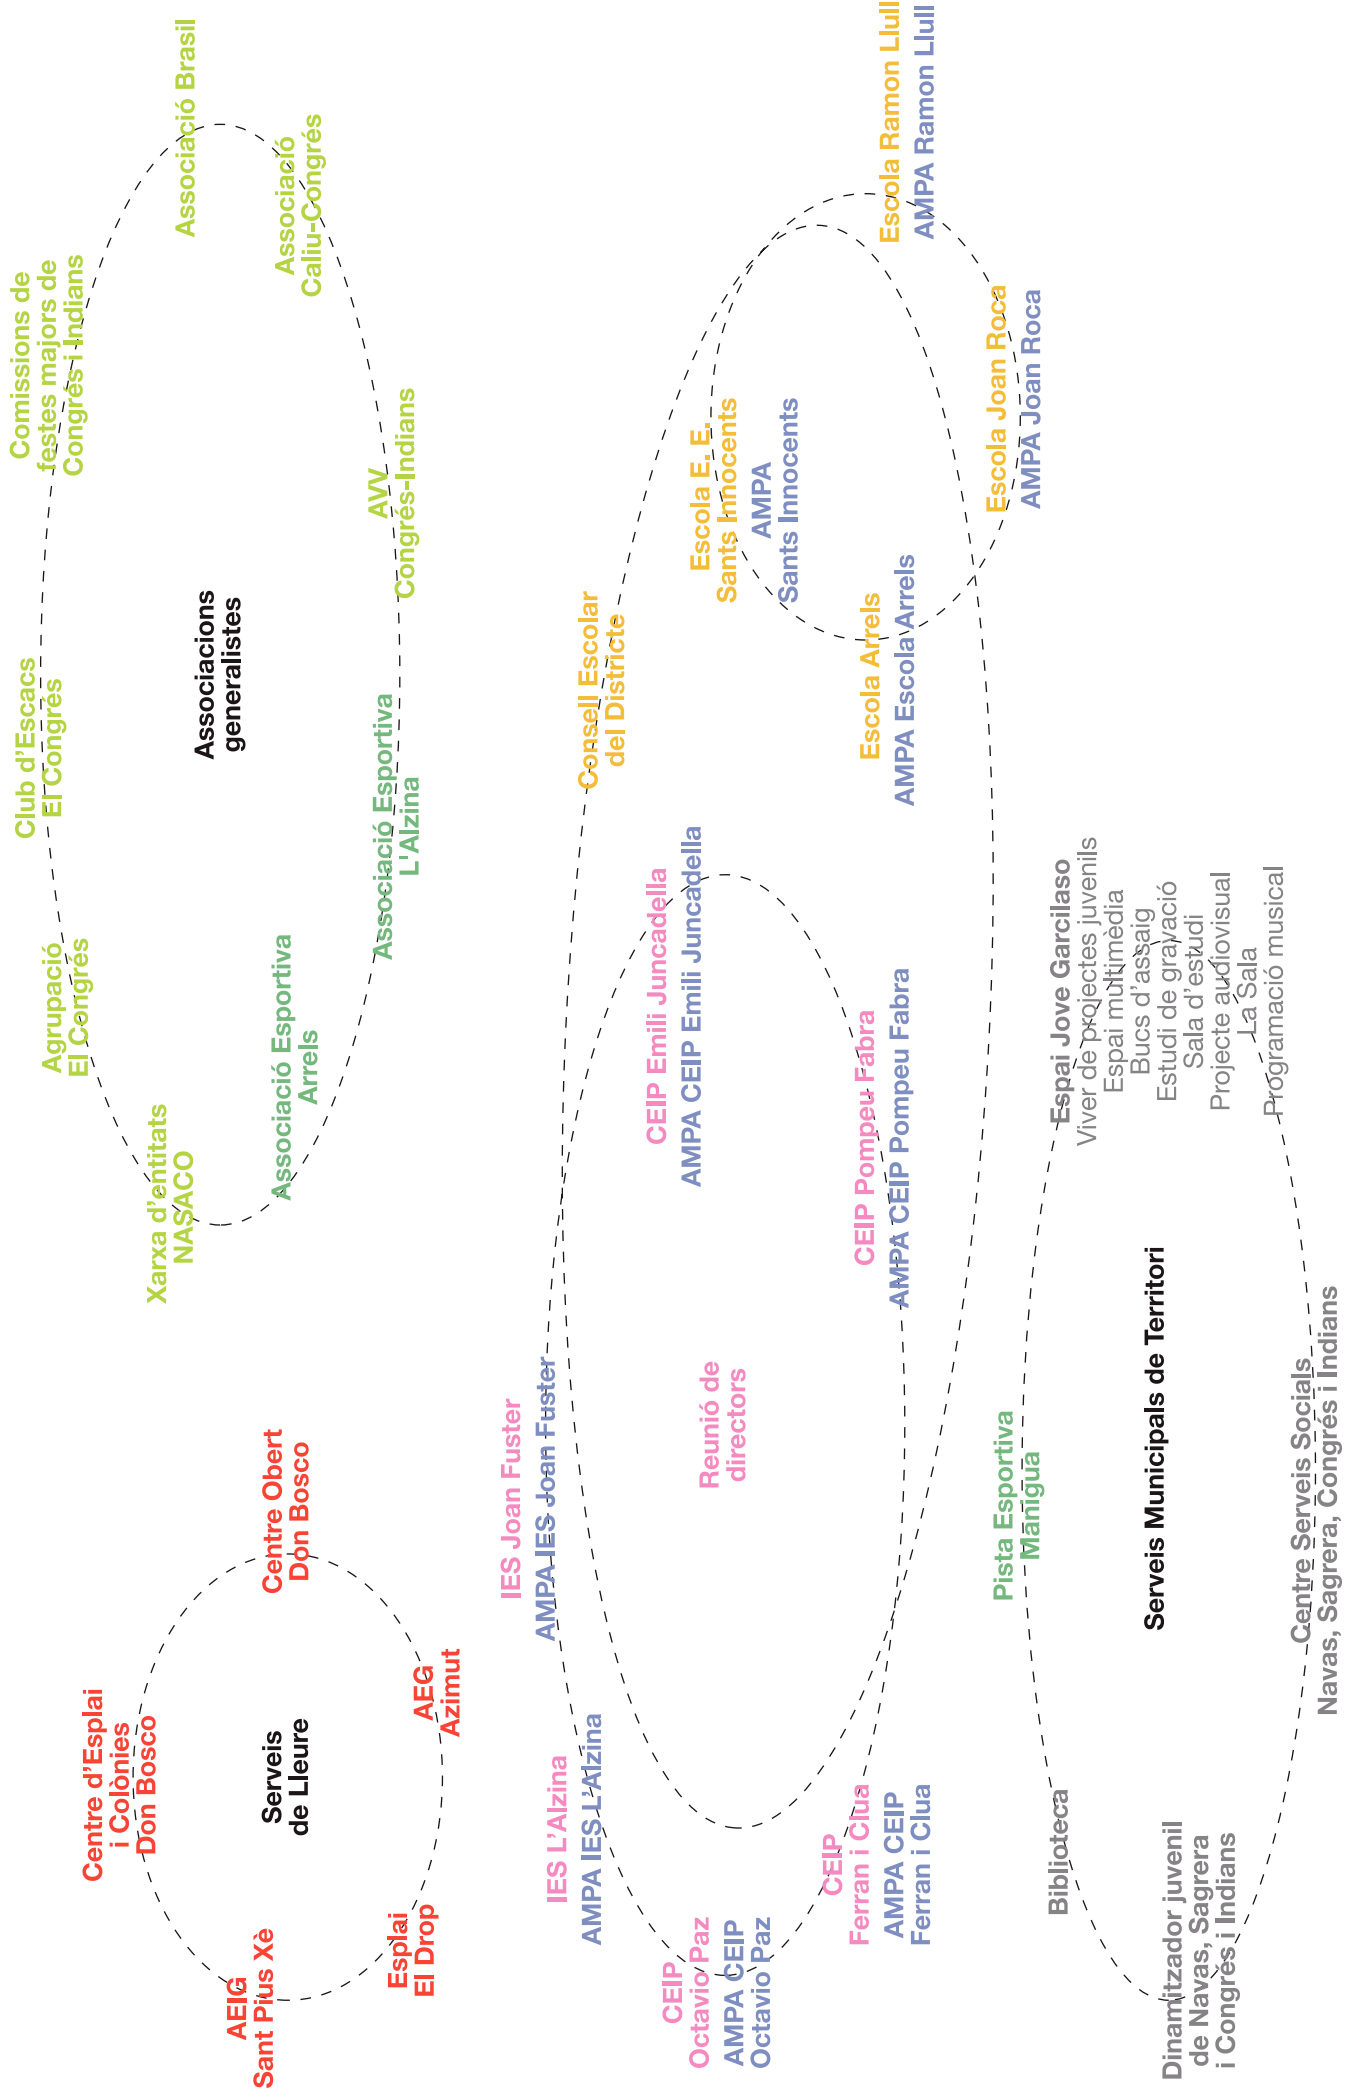 AEIG
Sant Pius Xè
Centre d'Esplai
i Colònies
Don Bosco
Serveis
de Lleure
Esplai
El Drop
AEG
Azimut
Centre Obert
Don Bosco
Xarxa d'entitats
NASACO
Agrupació
El Congrés
Club d'Escacs
El Congrés
Comissions de
festes majors de
Congrés i Indians
Associació Brasil
Associació
Caliu-Congrés
Associacions
generalistes
Associació Esportiva
Arrels
Associació Esportiva
L'Alzina
AVV
Congrés-Indians
IES Joan Fuster
AMPA IES Joan Fuster
IES L'Alzina
AMPA IES L'Alzina
CEIP
Octavio Paz
AMPA CEIP
Octavio Paz
CEIP
Ferran i Clua
AMPA CEIP
Ferran i Clua
Reunió de
directors
CEIP Emili Juncadella
AMPA CEIP Emili Juncadella
CEIP Pompeu Fabra
AMPA CEIP Pompeu Fabra
Consell Escolar
del Districte
Escola E. E.
Sants Innocents
AMPA
Sants Innocents
Escola Arrels
AMPA Escola Arrels
Escola Ramon Llull
AMPA Ramon Llull
Escola Joan Roca
AMPA Joan Roca
Biblioteca
Dinamitzador juvenil
de Navas, Sagrera
i Congrés i Indians
Pista Esportiva
Manigua
Serveis Municipals de Territori
Centre Serveis Socials
Navas, Sagrera, Congrés i Indians
Espai Jove Garcilaso
Viver de projectes juvenils
Espai multimèdia
Bucs d'assaig
Estudi de gravació
Sala d'estudi
Projecte audiovisual
La Sala
Programació musical